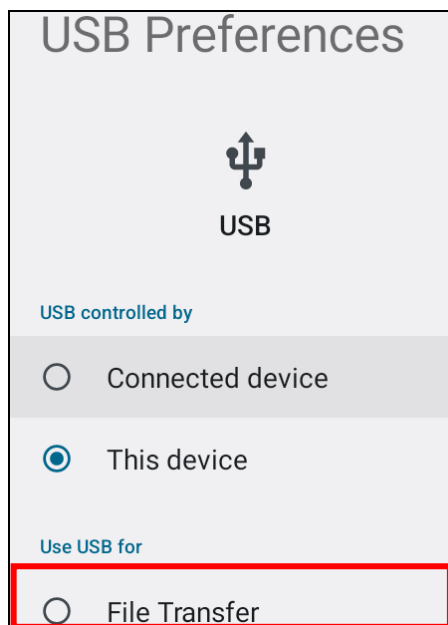 USB Preferences
USB
USB controlled by
Connected device
This device
Use USB for
File Transfer